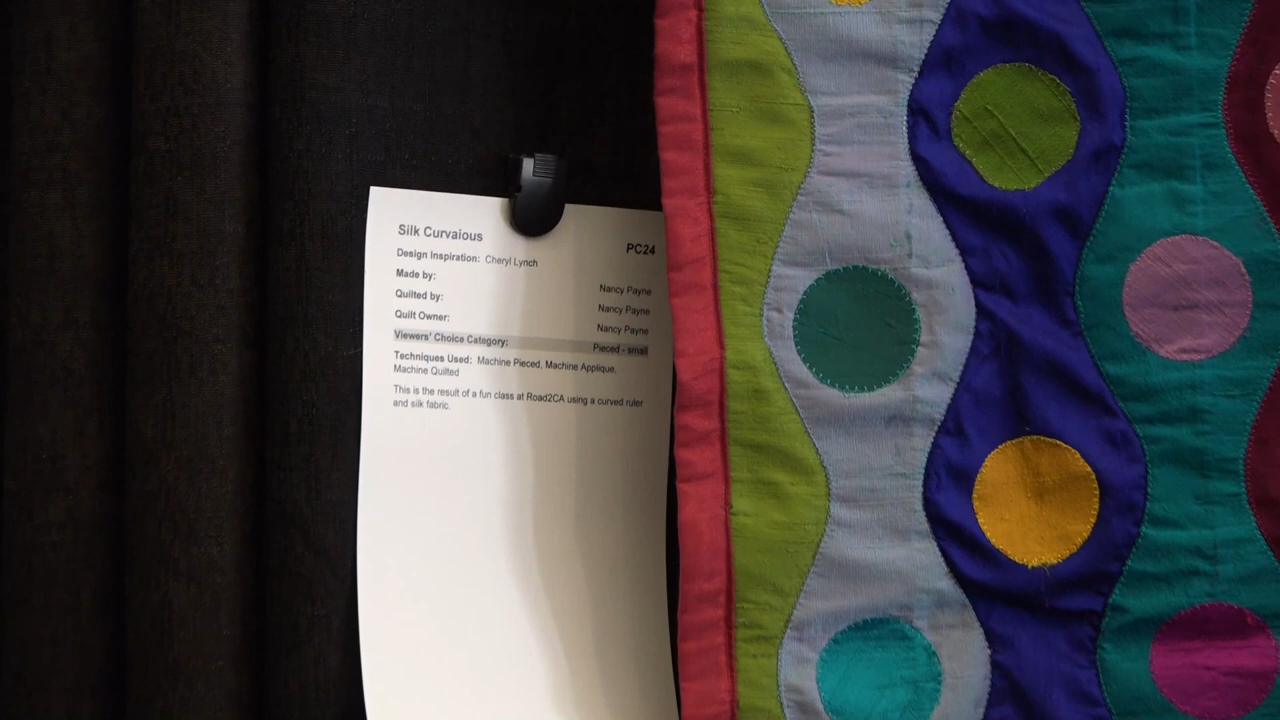 Silk Curvaious
PC24
Design Inspiration: Cheryl Lynch
Made by: Nancy Payne
Quilted by: Nancy Payne
Quilt Owner: Nancy Payne
Viewers' Choice Category: Pieced - small
Techniques Used: Machine Pieced, Machine Applique,
Machine Quilted
This is the result of a fun class at Road2CA using a curved ruler
and silk fabric.